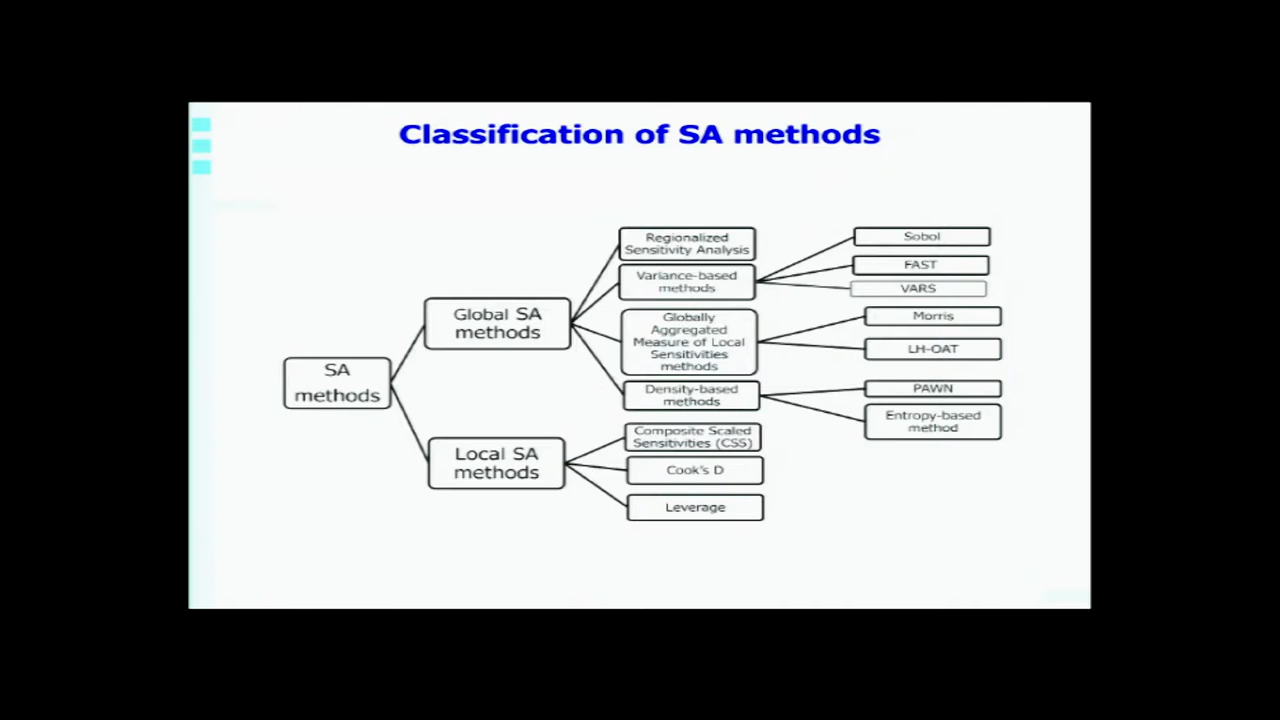 Classification of SA methods
SA
methods
Global SA
methods
Regionalized
Sensitivity Analysis
Variance-based
methods
Sobol
FAST
VARS
Globally
Aggregated
Measure of Local
Sensitivities
methods
Morris
LH-OAT
Density-based
methods
PAWN
Entropy-based
method
Local SA
methods
Composite Scaled
Sensitivities (CSS)
Cook's D
Leverage